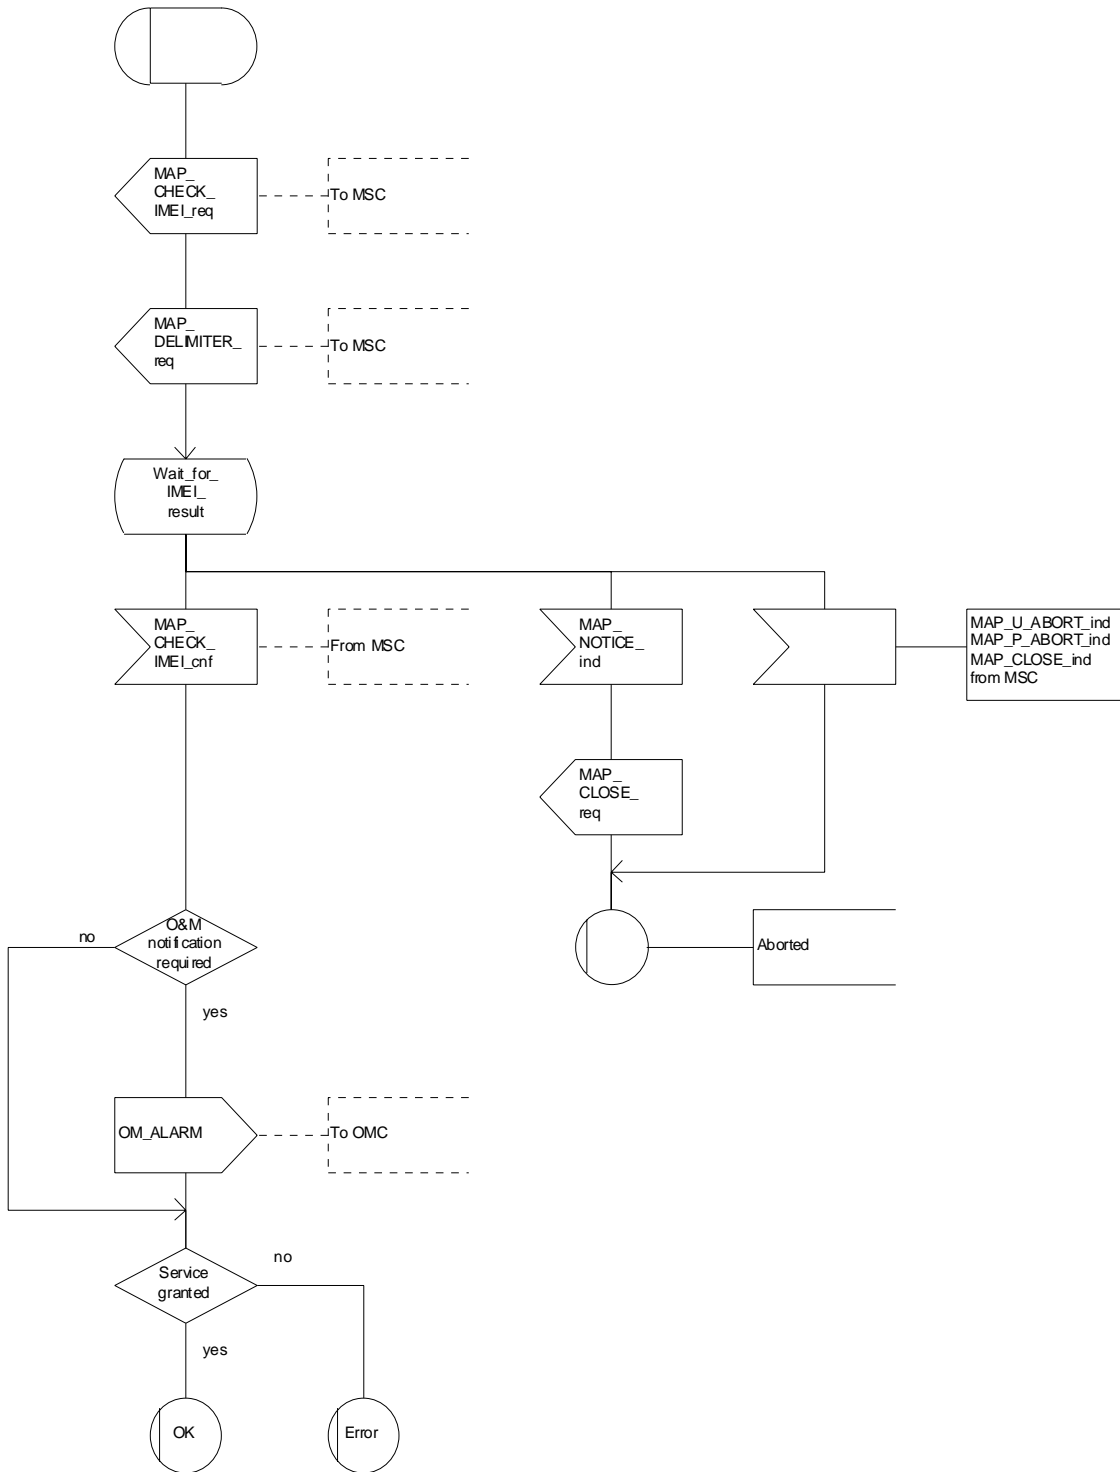 MAP_
CHECK_
IMEI_req
To MSC
MAP_
DELIMITER_
req
To MSC
Wait_for_
IMEI_
result
MAP_
CHECK_
IMEI_cnf
From MSC
MAP_
NOTICE_
ind
MAP_U_ABORT_ind
MAP_P_ABORT_ind
MAP_CLOSE_ind
from MSC
MAP_
CLOSE_
req
O&M
notification
required
no
yes
Aborted
OM_ALARM
To OMC
Service
granted
no
yes
OK
Error